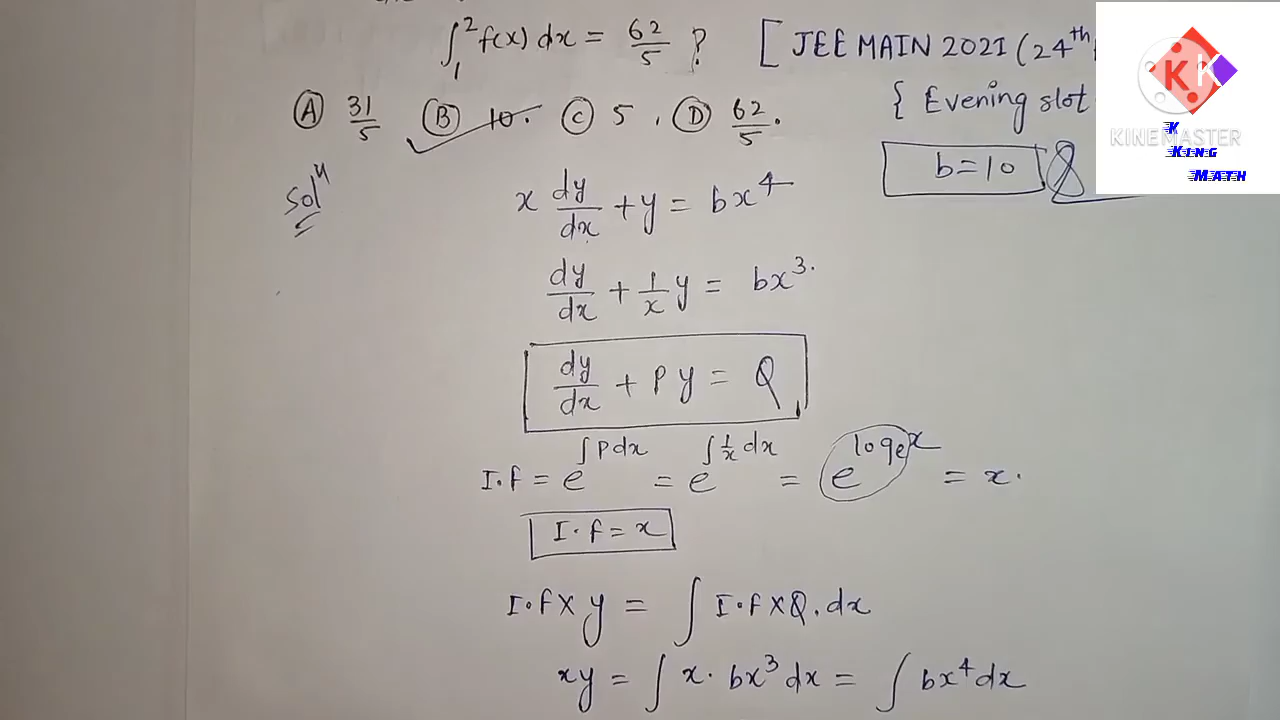 ∫₁² f(x) dx = 62/5 ? [ JEE MAIN 2021 (24th
Ⓐ 31/5 Ⓑ 10. Ⓒ 5 , Ⓓ 62/5. { Evening slot
b=10
KINEMASTER
K
KING
MATH
Solⁿ
x dy/dx + y = bx⁴
dy/dx + 1/x y = bx³.
dy/dx + P y = Q
I.f = e^∫Pdx = e^∫1/x dx = e^logₑx = x.
I.f = x
I.f x y = ∫ I.f x Q. dx
xy = ∫ x. bx³ dx = ∫ bx⁴ dx